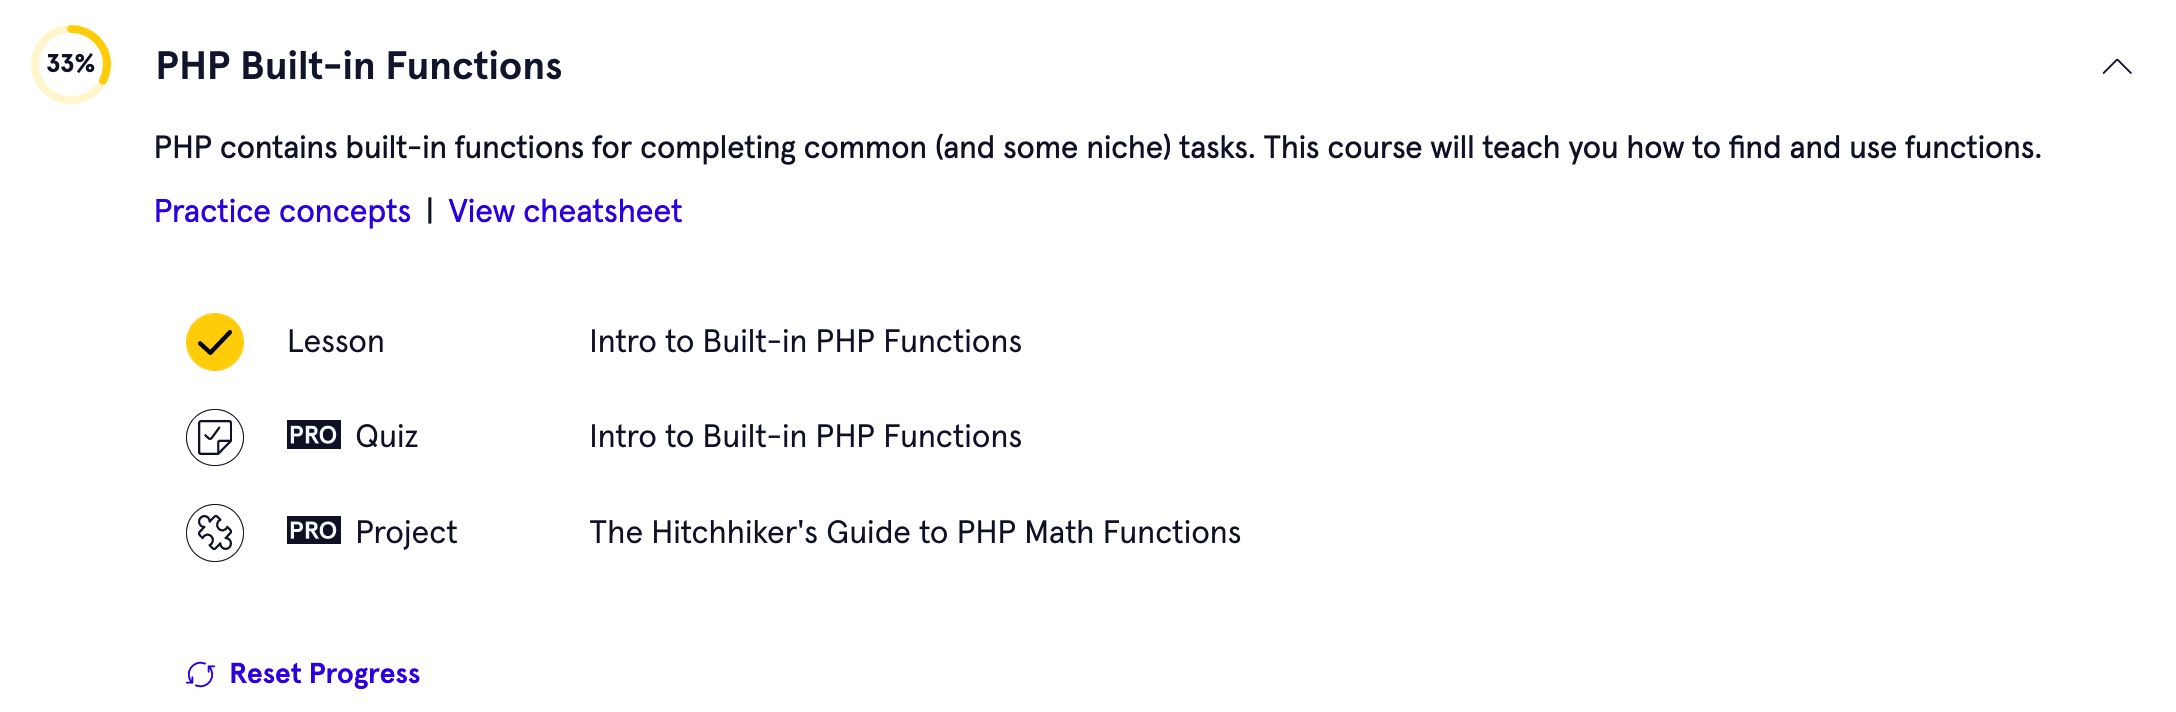 33%
PHP Built-in Functions
PHP contains built-in functions for completing common (and some niche) tasks. This course will teach you how to find and use functions.
Practice concepts | View cheatsheet
Lesson Intro to Built-in PHP Functions
PRO Quiz Intro to Built-in PHP Functions
PRO Project The Hitchhiker's Guide to PHP Math Functions
Reset Progress